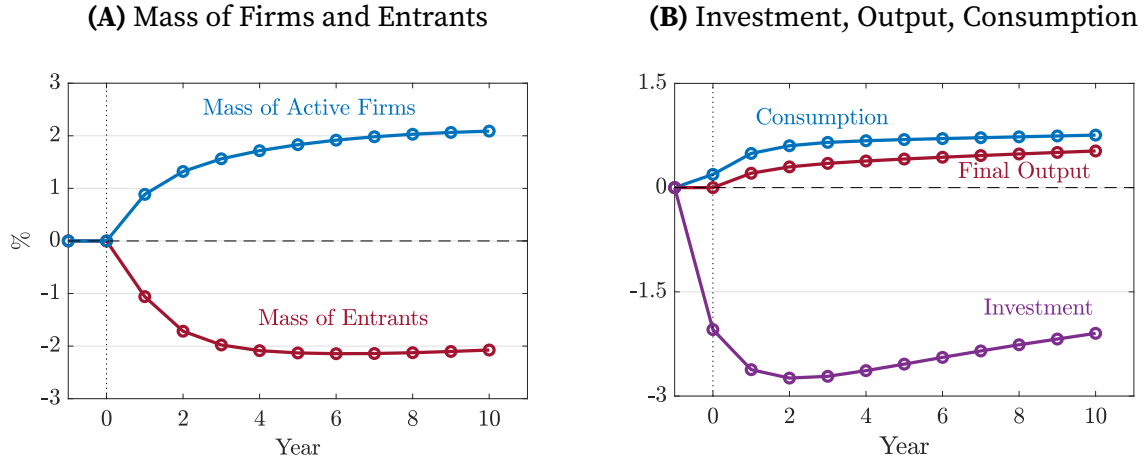 (A) Mass of Firms and Entrants
3
2
1
0
-1
-2
-3
%
Mass of Active Firms
Mass of Entrants
0 2 4 6 8 10
Year
(B) Investment, Output, Consumption
1.5
0
-1.5
-3
Consumption
Final Output
Investment
0 2 4 6 8 10
Year